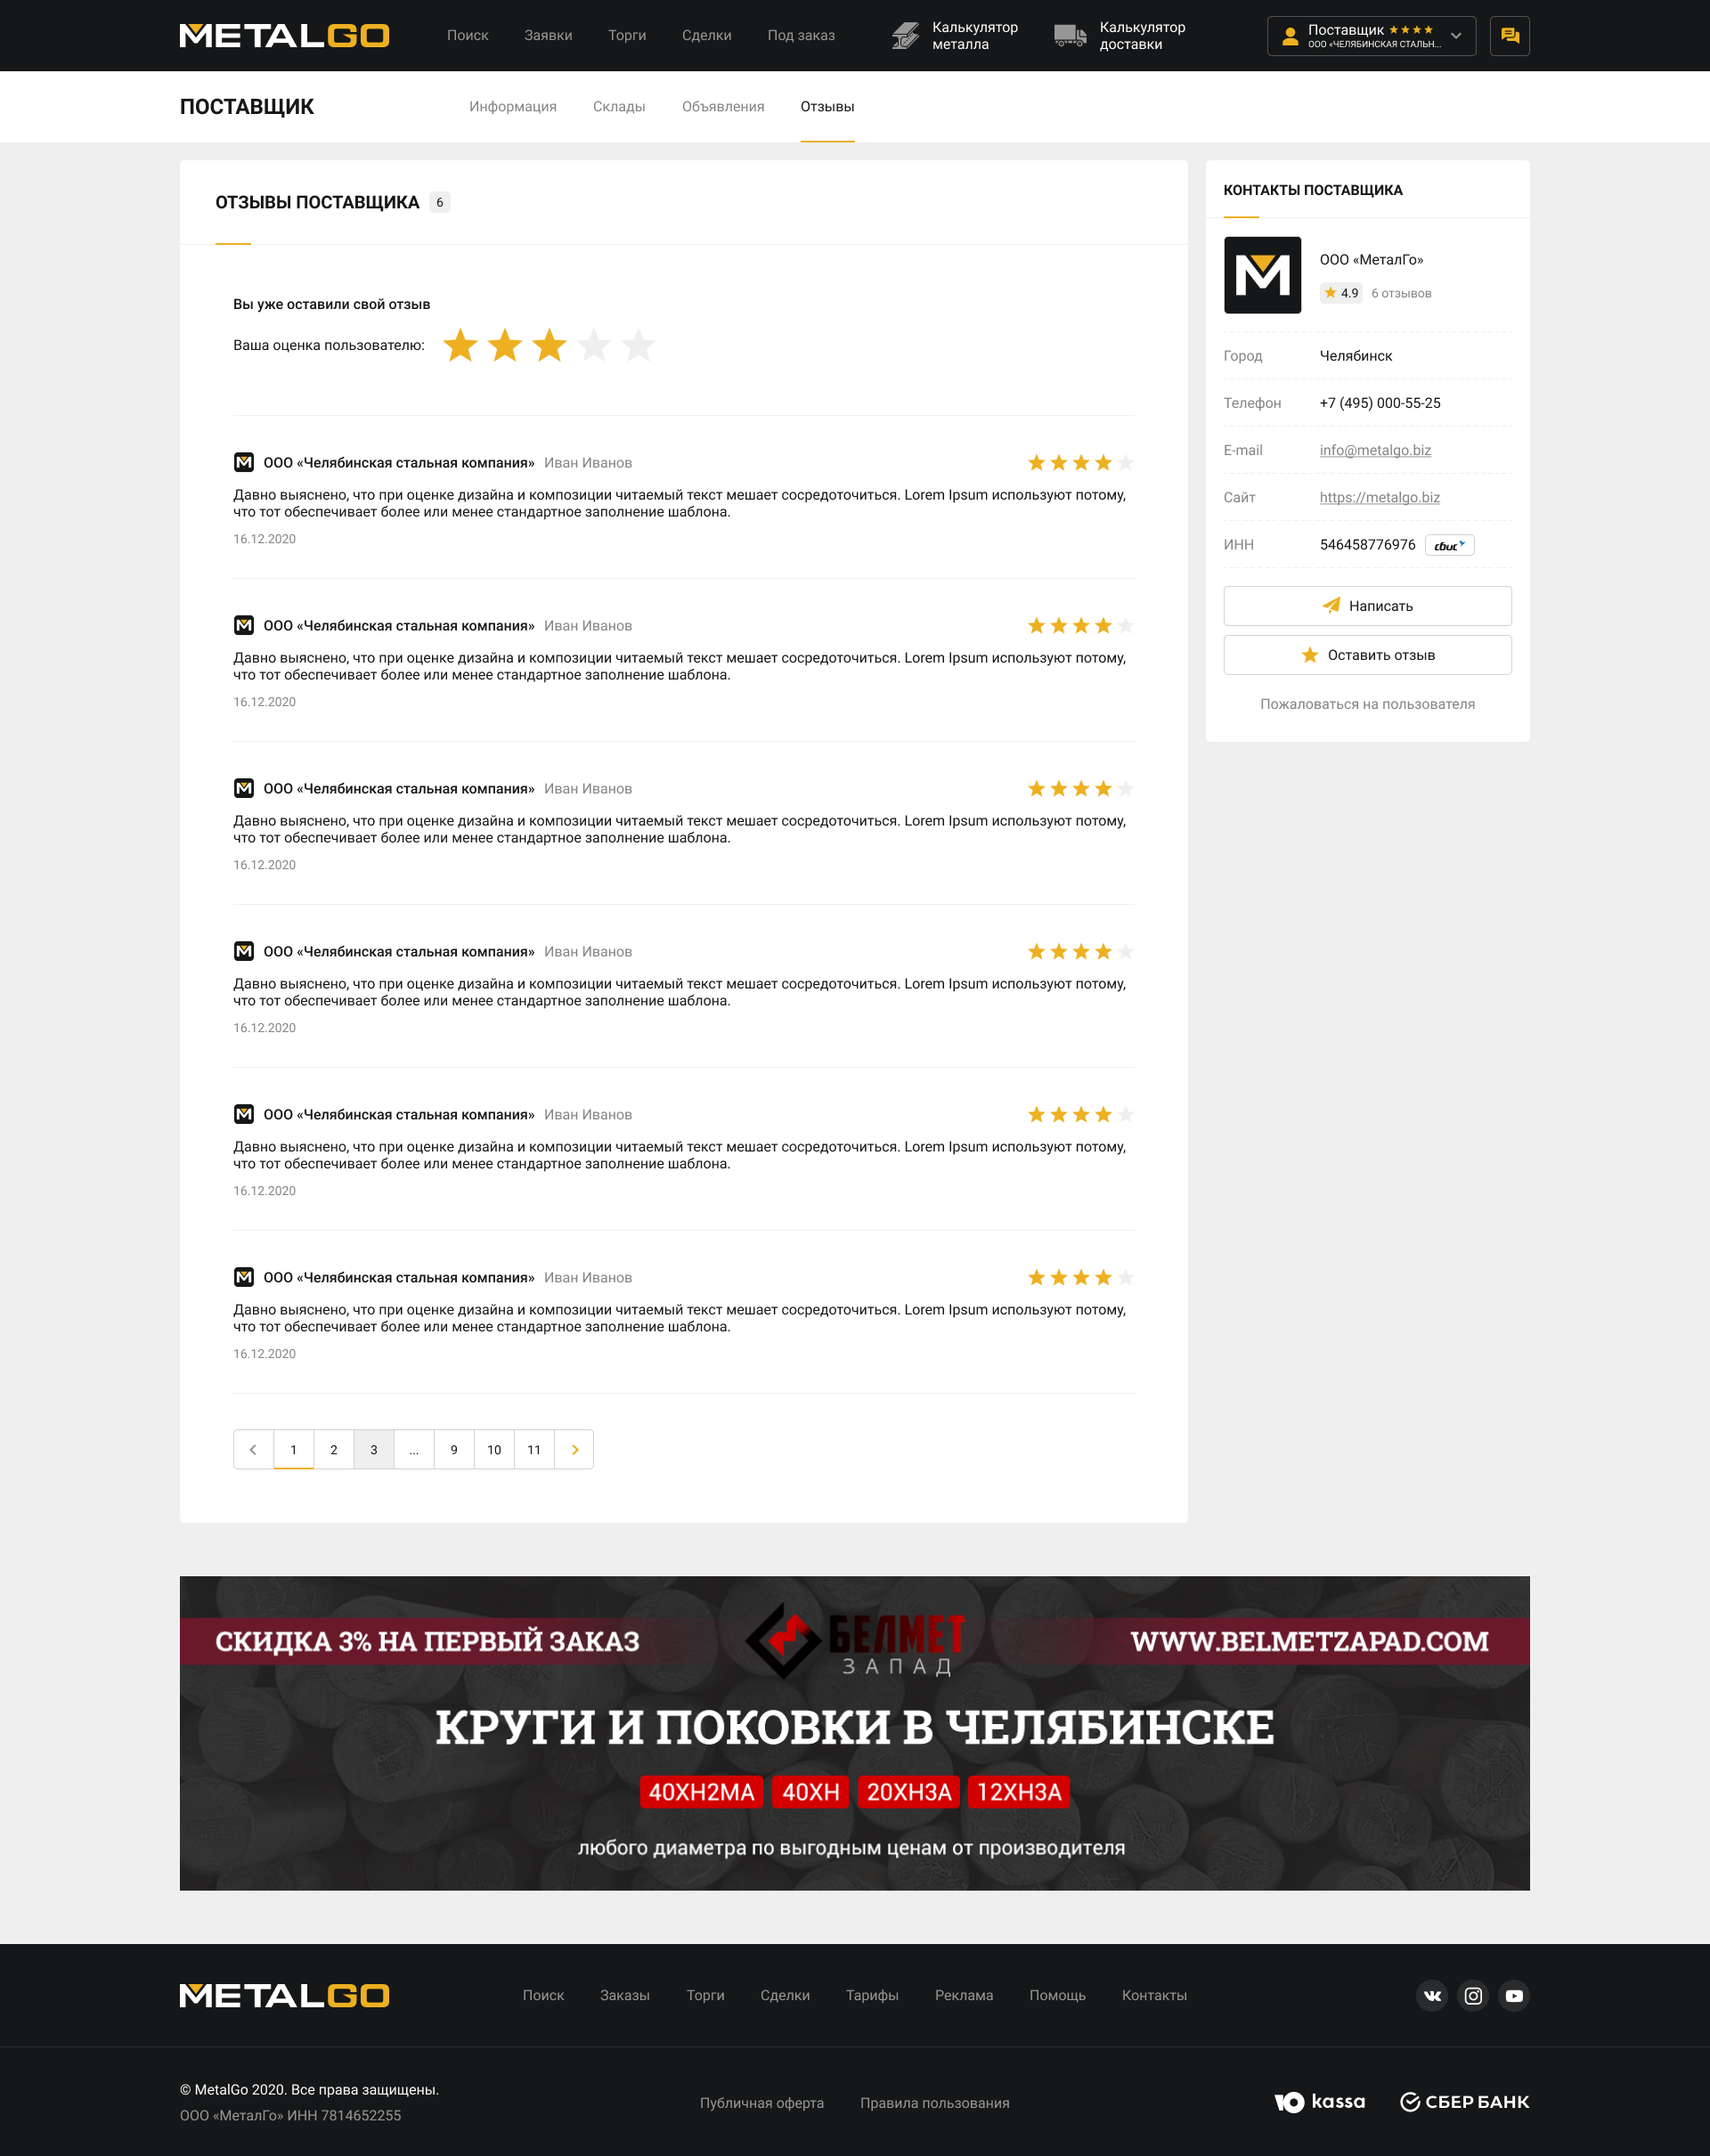 METALGO
Поиск
Заявки
Торги
Сделки
Под заказ
Калькулятор
металла
Калькулятор
доставки
Поставщик
ООО «ЧЕЛЯБИНСКАЯ СТАЛЬН...
ПОСТАВЩИК
Информация
Склады
Объявления
Отзывы
ОТЗЫВЫ ПОСТАВЩИКА 6
Вы уже оставили свой отзыв
Ваша оценка пользователю:
ООО «Челябинская стальная компания» Иван Иванов
Давно выяснено, что при оценке дизайна и композиции читаемый текст мешает сосредоточиться. Lorem Ipsum используют потому,
что тот обеспечивает более или менее стандартное заполнение шаблона.
16.12.2020
ООО «Челябинская стальная компания» Иван Иванов
Давно выяснено, что при оценке дизайна и композиции читаемый текст мешает сосредоточиться. Lorem Ipsum используют потому,
что тот обеспечивает более или менее стандартное заполнение шаблона.
16.12.2020
ООО «Челябинская стальная компания» Иван Иванов
Давно выяснено, что при оценке дизайна и композиции читаемый текст мешает сосредоточиться. Lorem Ipsum используют потому,
что тот обеспечивает более или менее стандартное заполнение шаблона.
16.12.2020
ООО «Челябинская стальная компания» Иван Иванов
Давно выяснено, что при оценке дизайна и композиции читаемый текст мешает сосредоточиться. Lorem Ipsum используют потому,
что тот обеспечивает более или менее стандартное заполнение шаблона.
16.12.2020
ООО «Челябинская стальная компания» Иван Иванов
Давно выяснено, что при оценке дизайна и композиции читаемый текст мешает сосредоточиться. Lorem Ipsum используют потому,
что тот обеспечивает более или менее стандартное заполнение шаблона.
16.12.2020
ООО «Челябинская стальная компания» Иван Иванов
Давно выяснено, что при оценке дизайна и композиции читаемый текст мешает сосредоточиться. Lorem Ipsum используют потому,
что тот обеспечивает более или менее стандартное заполнение шаблона.
16.12.2020
1 2 3 ... 9 10 11
КОНТАКТЫ ПОСТАВЩИКА
ООО «МеталГо»
4.9 6 отзывов
Город Челябинск
Телефон +7 (495) 000-55-25
E-mail info@metalgo.biz
Сайт https://metalgo.biz
ИНН 546458776976 сбис
Написать
Оставить отзыв
Пожаловаться на пользователя
СКИДКА 3% НА ПЕРВЫЙ ЗАКАЗ
БЕЛМЕТ
ЗАПАД
WWW.BELMETZAPAD.COM
КРУГИ И ПОКОВКИ В ЧЕЛЯБИНСКЕ
40ХН2МА 40ХН 20ХН3А 12ХН3А
любого диаметра по выгодным ценам от производителя
METALGO
Поиск
Заказы
Торги
Сделки
Тарифы
Реклама
Помощь
Контакты
© MetalGo 2020. Все права защищены.
ООО «МеталГо» ИНН 7814652255
Публичная оферта
Правила пользования
Ю kassa
СБЕР БАНК